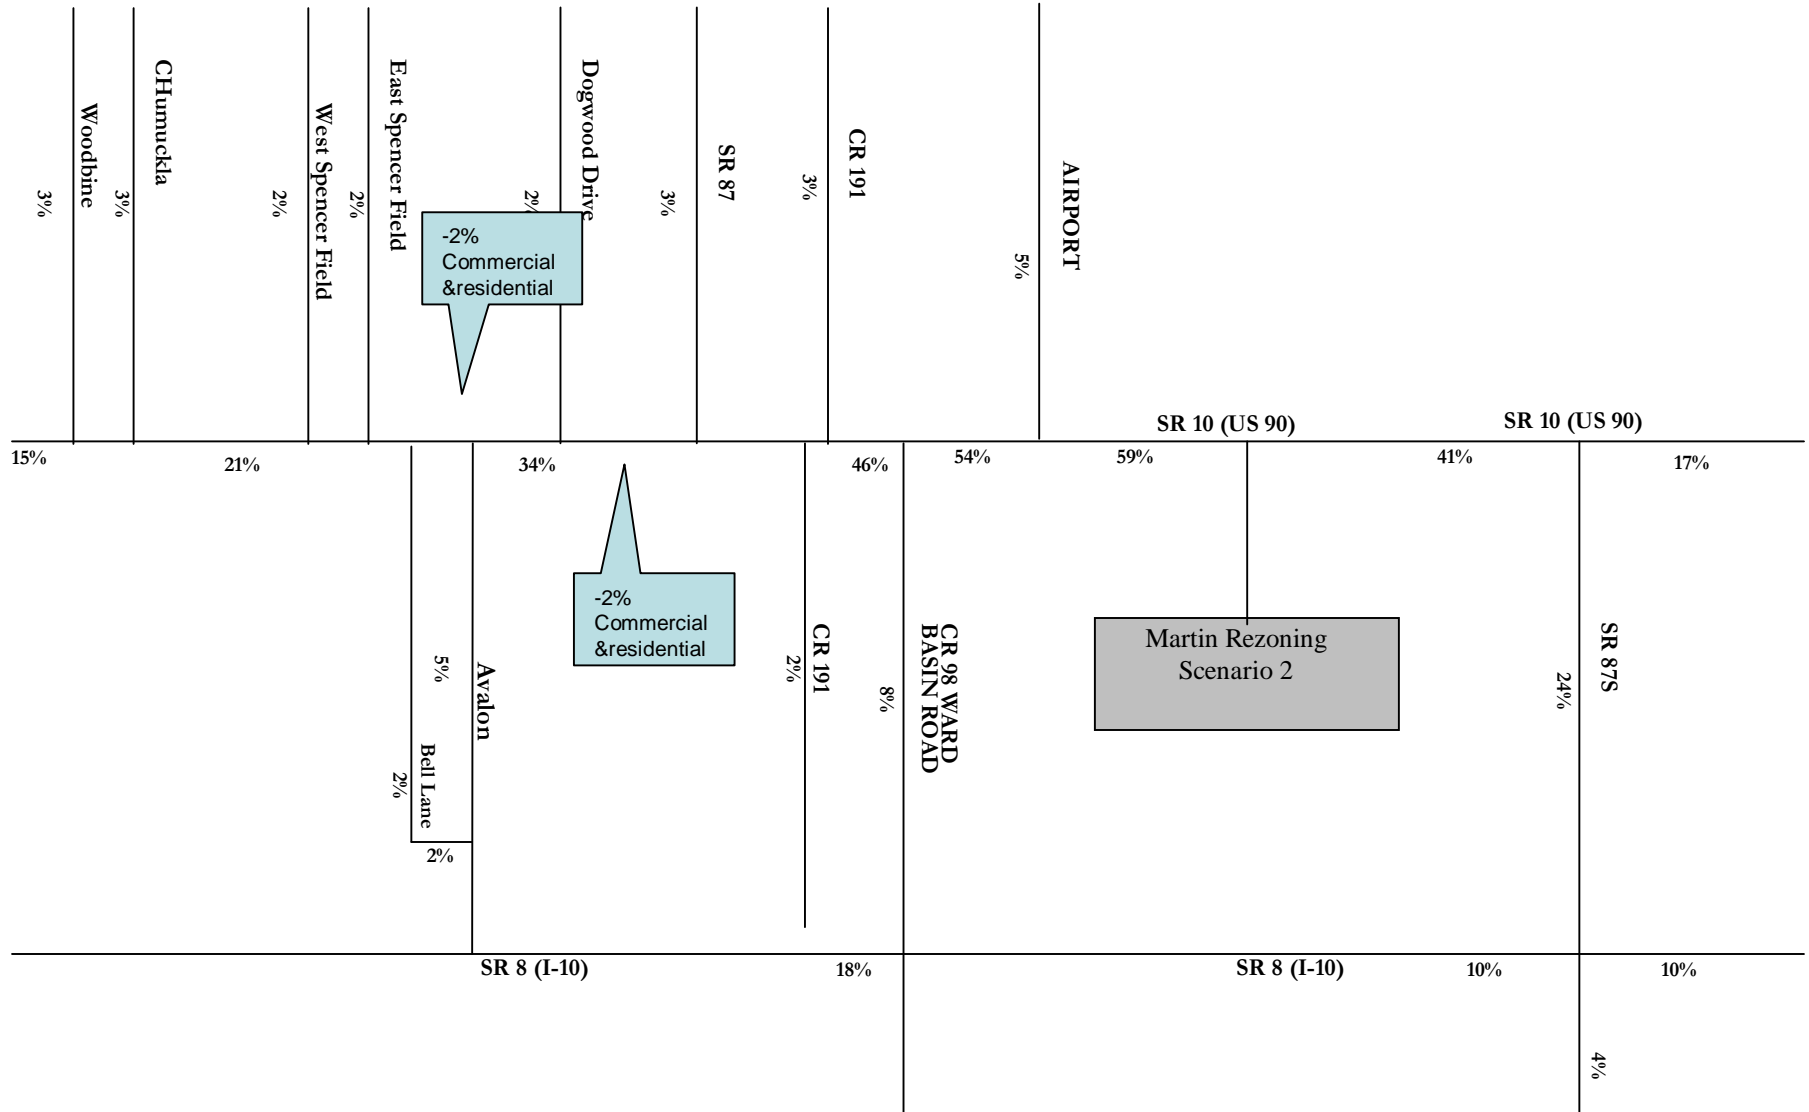 Woodbine
3%
CHumuckla
3%
West Spencer Field
2%
East Spencer Field
2%
Dogwood Drive
2%
SR 87
3%
CR 191
3%
AIRPORT
5%
-2%
Commercial
&residential
SR 10 (US 90)
SR 10 (US 90)
15%
21%
34%
46%
54%
59%
41%
17%
-2%
Commercial
&residential
Avalon
5%
Bell Lane
2%
2%
CR 191
2%
CR 98 WARD
BASIN ROAD
8%
Martin Rezoning
Scenario 2
SR 87S
24%
SR 8 (I-10)
18%
SR 8 (I-10)
10%
10%
4%